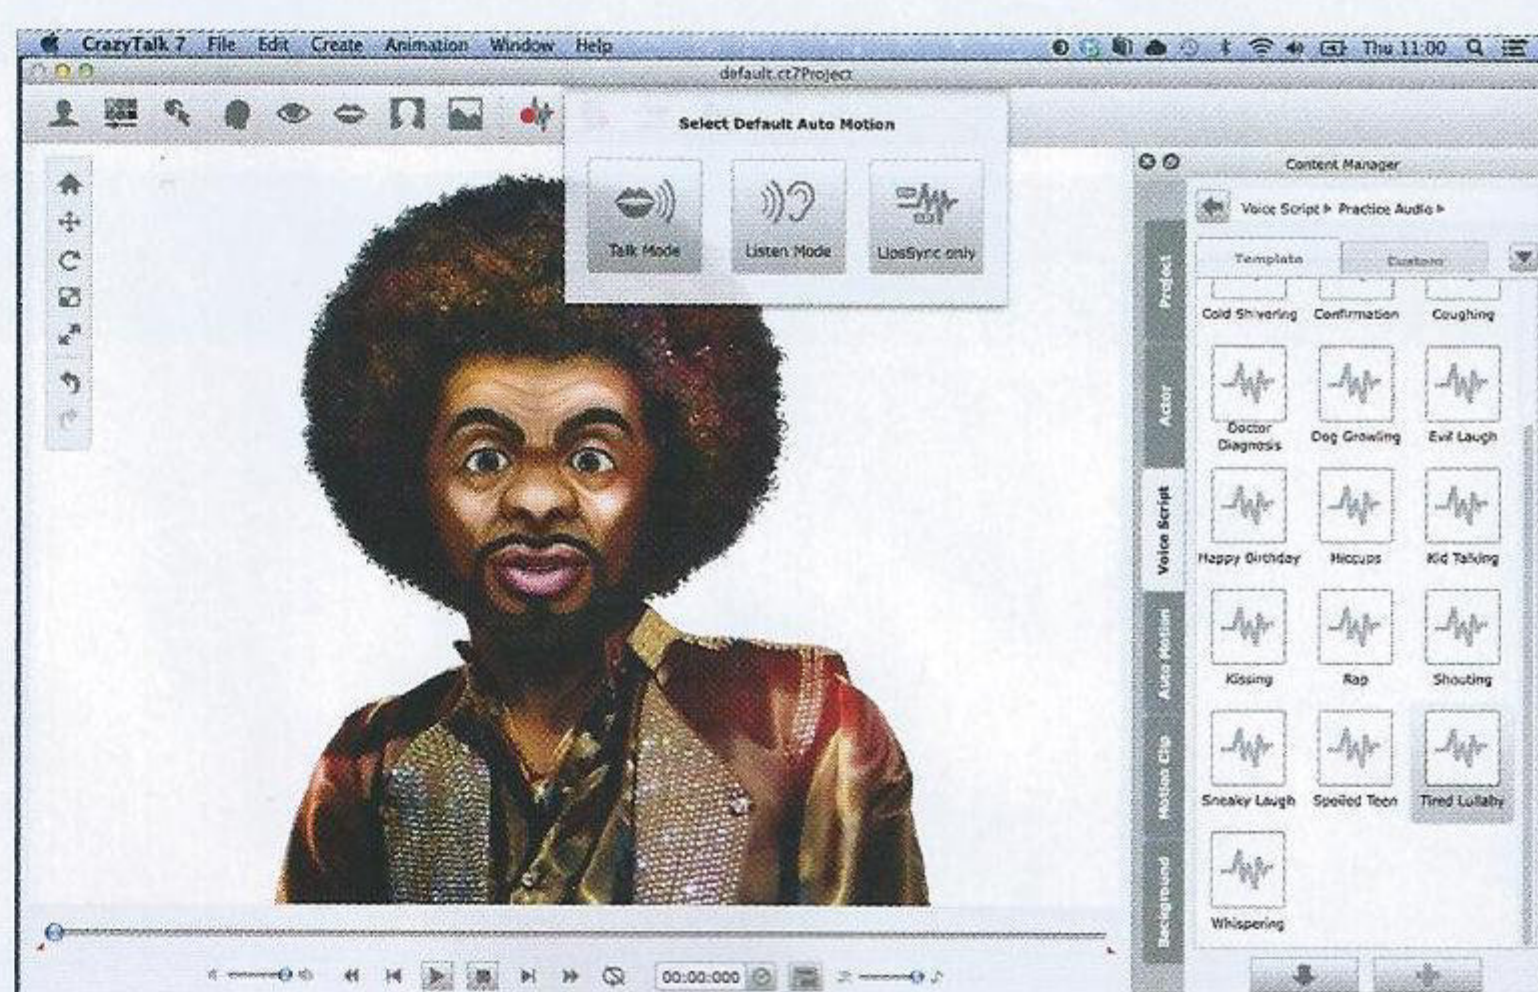 CrazyTalk 7 File Edit Create Animation Window Help Thu 11:00
default.ct7Project
Select Default Auto Motion
Talk Mode Listen Mode LipsSync only
Content Manager
Voice Script Practice Audio
Template Custom
Project
Actor
Voice Script
Auto Motion
Motion Clip
Background
Cold Shivering Confirmation Coughing
Doctor
Diagnosis Dog Growling Evil Laugh
Happy Birthday Hiccups Kid Talking
Kissing Rap Shouting
Sneaky Laugh Spoiled Teen Tired Lullaby
Whispering
00:00:000